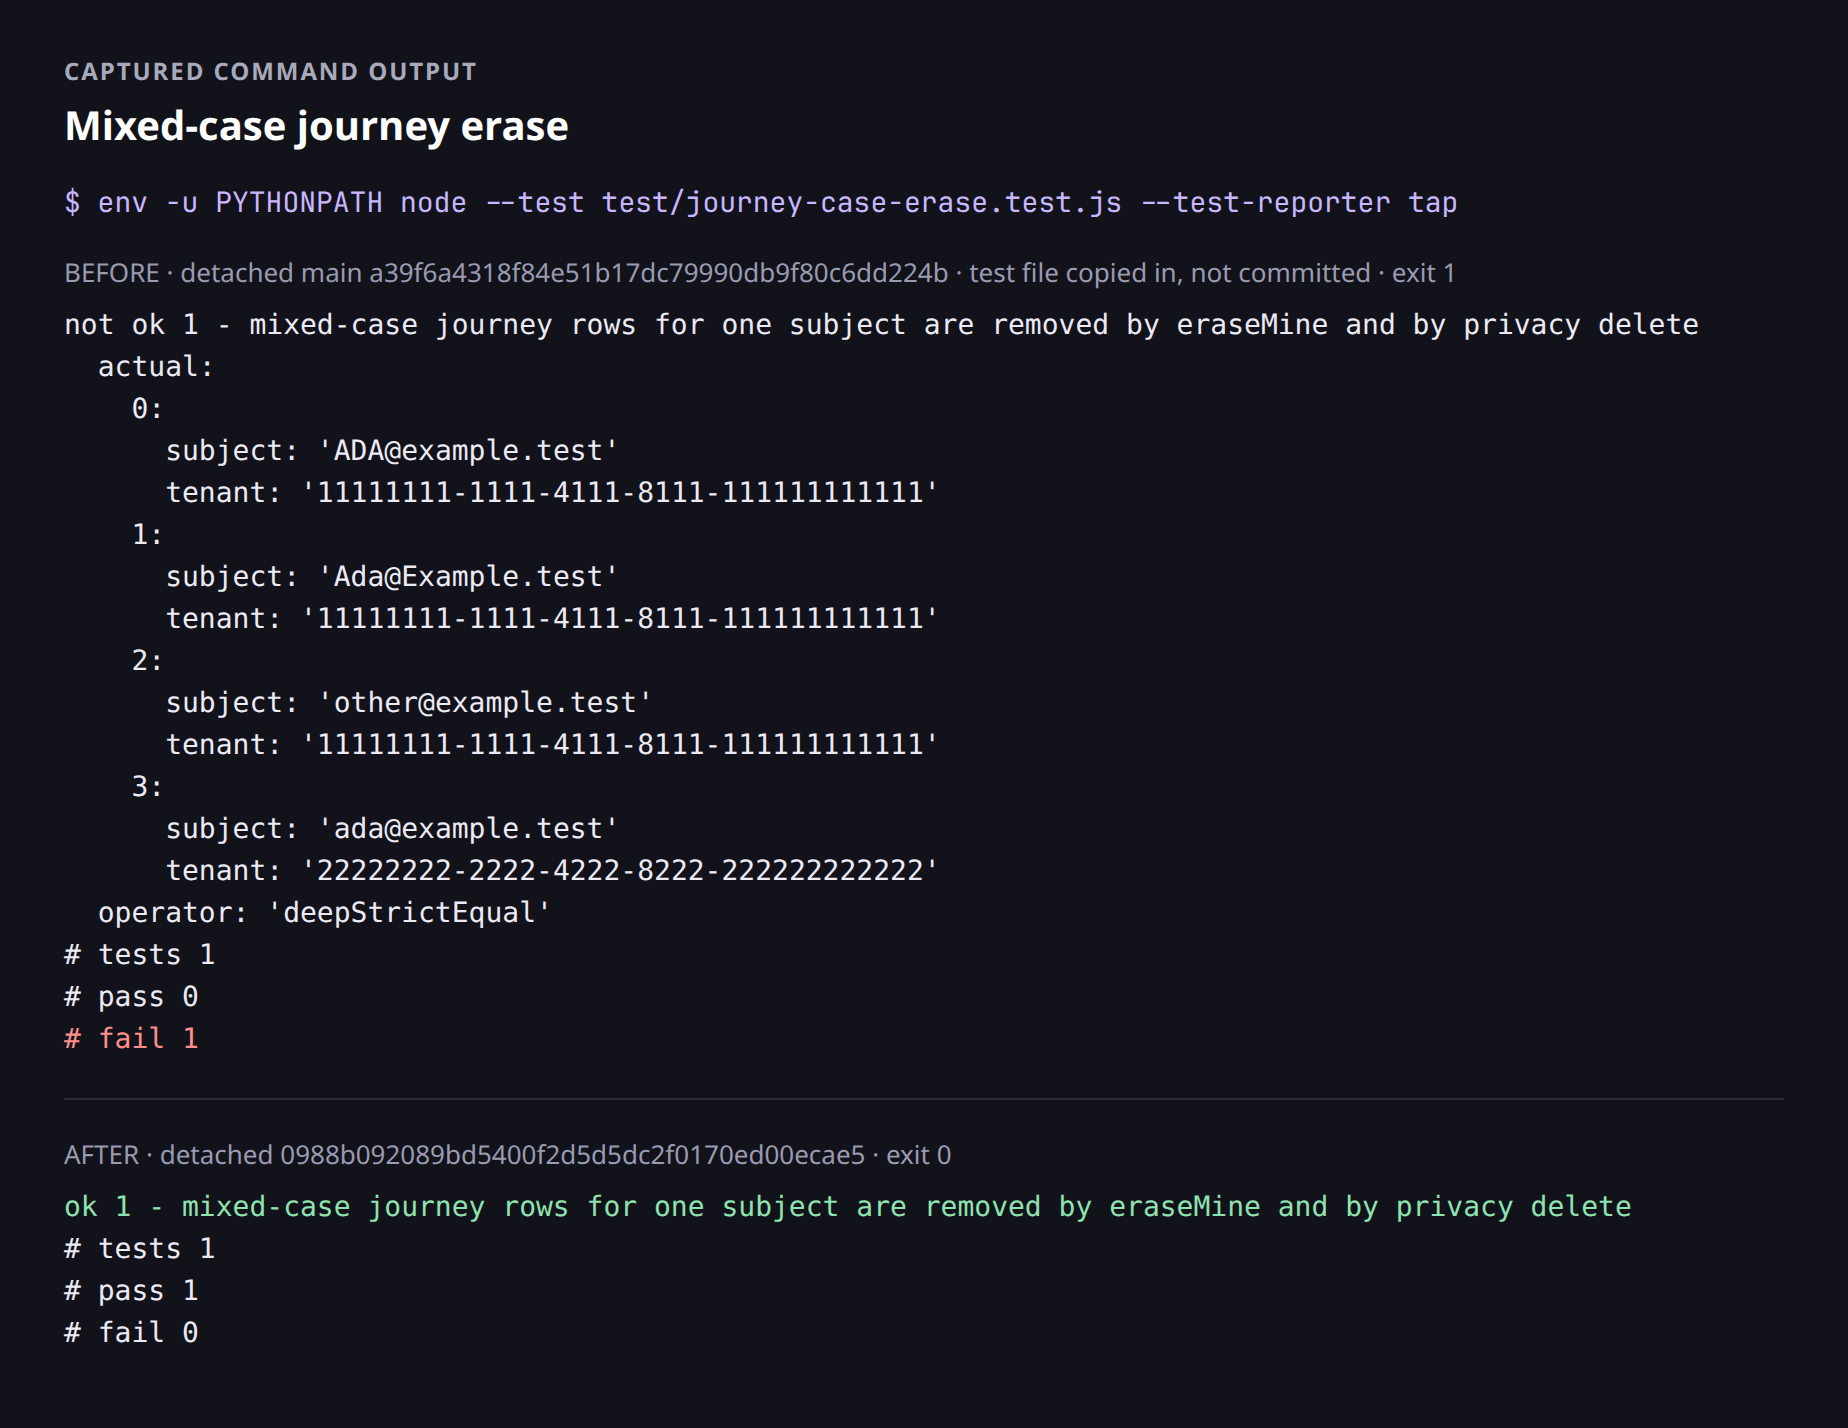 CAPTURED COMMAND OUTPUT
Mixed-case journey erase
$ env -u PYTHONPATH node --test test/journey-case-erase.test.js --test-reporter tap
BEFORE · detached main a39f6a4318f84e51b17dc79990db9f80c6dd224b · test file copied in, not committed · exit 1
not ok 1 - mixed-case journey rows for one subject are removed by eraseMine and by privacy delete
  actual:
    0:
      subject: 'ADA@example.test'
      tenant: '11111111-1111-4111-8111-111111111111'
    1:
      subject: 'Ada@Example.test'
      tenant: '11111111-1111-4111-8111-111111111111'
    2:
      subject: 'other@example.test'
      tenant: '11111111-1111-4111-8111-111111111111'
    3:
      subject: 'ada@example.test'
      tenant: '22222222-2222-4222-8222-222222222222'
  operator: 'deepStrictEqual'
# tests 1
# pass 0
# fail 1
AFTER · detached 0988b092089bd5400f2d5d5dc2f0170ed00ecae5 · exit 0
ok 1 - mixed-case journey rows for one subject are removed by eraseMine and by privacy delete
# tests 1
# pass 1
# fail 0